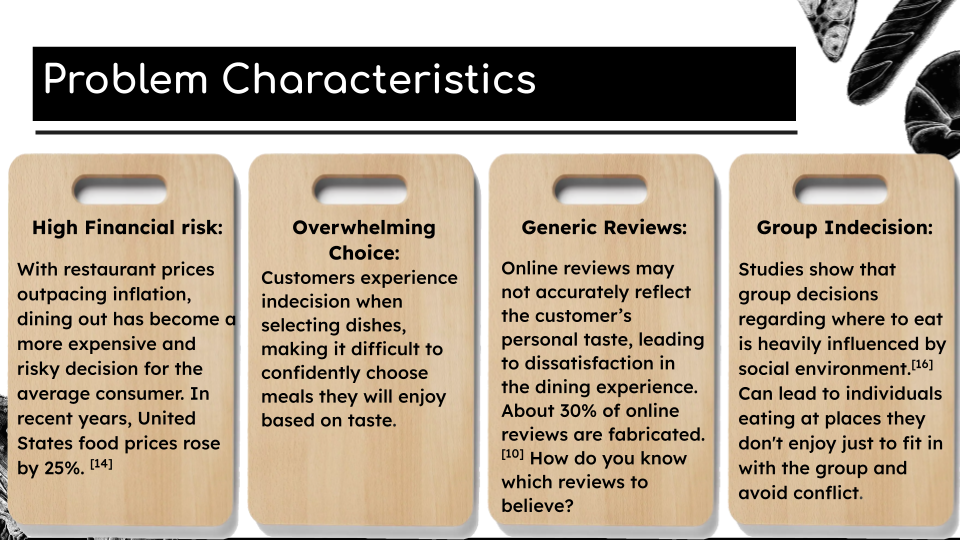 Problem Characteristics
High Financial risk:
With restaurant prices
outpacing inflation,
dining out has become a
more expensive and
risky decision for the
average consumer. In
recent years, United
States food prices rose
by 25%. [14]
Overwhelming
Choice:
Customers experience
indecision when
selecting dishes,
making it difficult to
confidently choose
meals they will enjoy
based on taste.
Generic Reviews:
Online reviews may
not accurately reflect
the customer’s
personal taste, leading
to dissatisfaction in
the dining experience.
About 30% of online
reviews are fabricated.
[10] How do you know
which reviews to
believe?
Group Indecision:
Studies show that
group decisions
regarding where to eat
is heavily influenced by
social environment.[16]
Can lead to individuals
eating at places they
don't enjoy just to fit in
with the group and
avoid conflict.